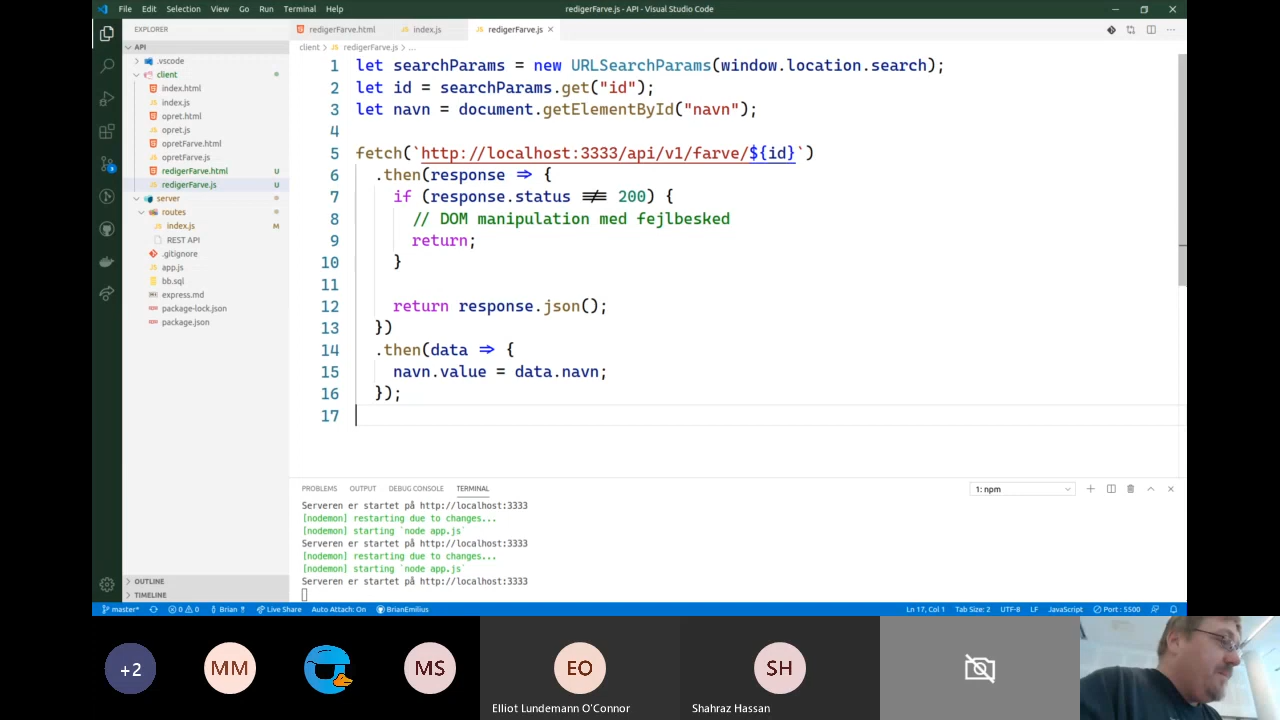 File Edit Selection View Go Run Terminal Help
redigerFarve.js - API - Visual Studio Code
EXPLORER
API
.vscode
client
index.html
index.js
opret.html
opret.js
opretFarve.html
opretFarve.js
redigerFarve.html U
redigerFarve.js U
server
routes
index.js M
REST API
.gitignore
app.js
bb.sql
express.md
package-lock.json
package.json
OUTLINE
TIMELINE
redigerFarve.html index.js redigerFarve.js
client > redigerFarve.js > ...
1 let searchParams = new URLSearchParams(window.location.search);
2 let id = searchParams.get("id");
3 let navn = document.getElementById("navn");
4
5 fetch(`http://localhost:3333/api/v1/farve/${id}`)
6 .then(response => {
7 if (response.status !== 200) {
8 // DOM manipulation med fejlbesked
9 return;
10 }
11
12 return response.json();
13 })
14 .then(data => {
15 navn.value = data.navn;
16 });
17
PROBLEMS OUTPUT DEBUG CONSOLE TERMINAL
1: npm
Serveren er startet på http://localhost:3333
[nodemon] restarting due to changes...
[nodemon] starting `node app.js`
Serveren er startet på http://localhost:3333
[nodemon] restarting due to changes...
[nodemon] starting `node app.js`
Serveren er startet på http://localhost:3333
master* 0 0 Brian Live Share Auto Attach: On BrianEmilius
Ln 17, Col 1 Tab Size: 2 UTF-8 LF JavaScript Port : 5500
+2 MM MS EO SH
Elliot Lundemann O'Connor
Shahraz Hassan